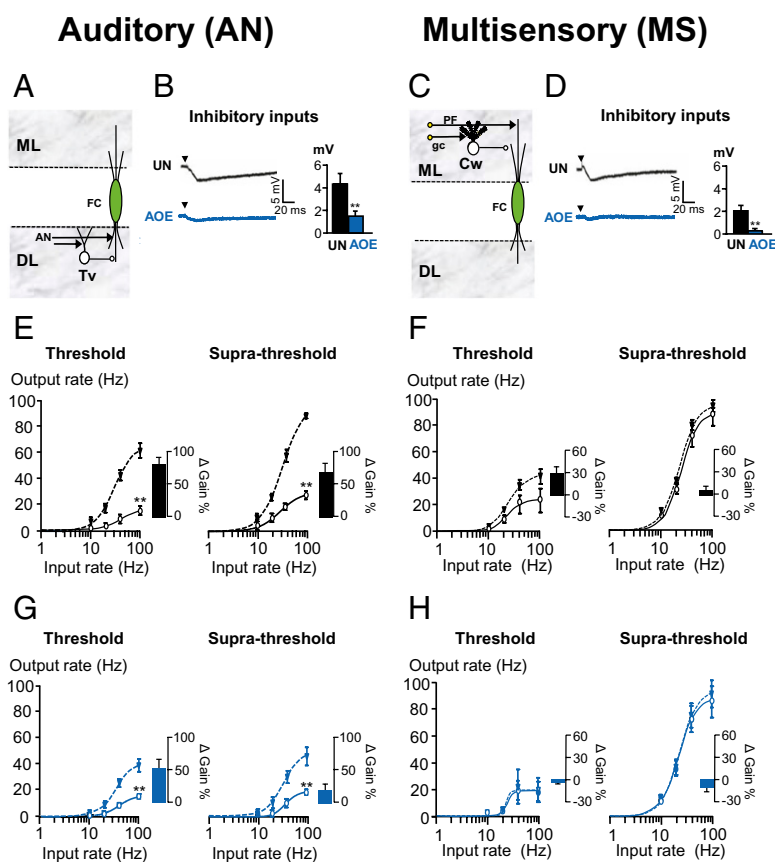 Auditory (AN) Multisensory (MS)
A B C D
Inhibitory inputs Inhibitory inputs
ML
FC
AN
DL
Tv
UN
AOE
5 mV
20 ms
mV
6
4
2
0
**
UN AOE
PF
gc
Cw
ML
FC
DL
UN
AOE
5 mV
20 ms
mV
6
4
2
0
**
UN AOE
E F
Threshold Supra-threshold Threshold Supra-threshold
Output rate (Hz) Output rate (Hz)
100
80
60
40
20
0
**
100
50
0
Δ Gain %
**
100
50
0
Δ Gain %
1 10 100 1 10 100
Input rate (Hz) Input rate (Hz)
100
80
60
40
20
0
60
30
0
-30
Δ Gain %
60
30
0
-30
Δ Gain %
1 10 100 1 10 100
Input rate (Hz) Input rate (Hz)
G H
Threshold Supra-threshold Threshold Supra-threshold
Output rate (Hz) Output rate (Hz)
100
80
60
40
20
0
**
100
50
0
Δ Gain %
**
100
50
0
Δ Gain %
1 10 100 1 10 100
Input rate (Hz) Input rate (Hz)
100
80
60
40
20
0
60
30
0
-30
Δ Gain %
60
30
0
-30
Δ Gain %
1 10 100 1 10 100
Input rate (Hz) Input rate (Hz)